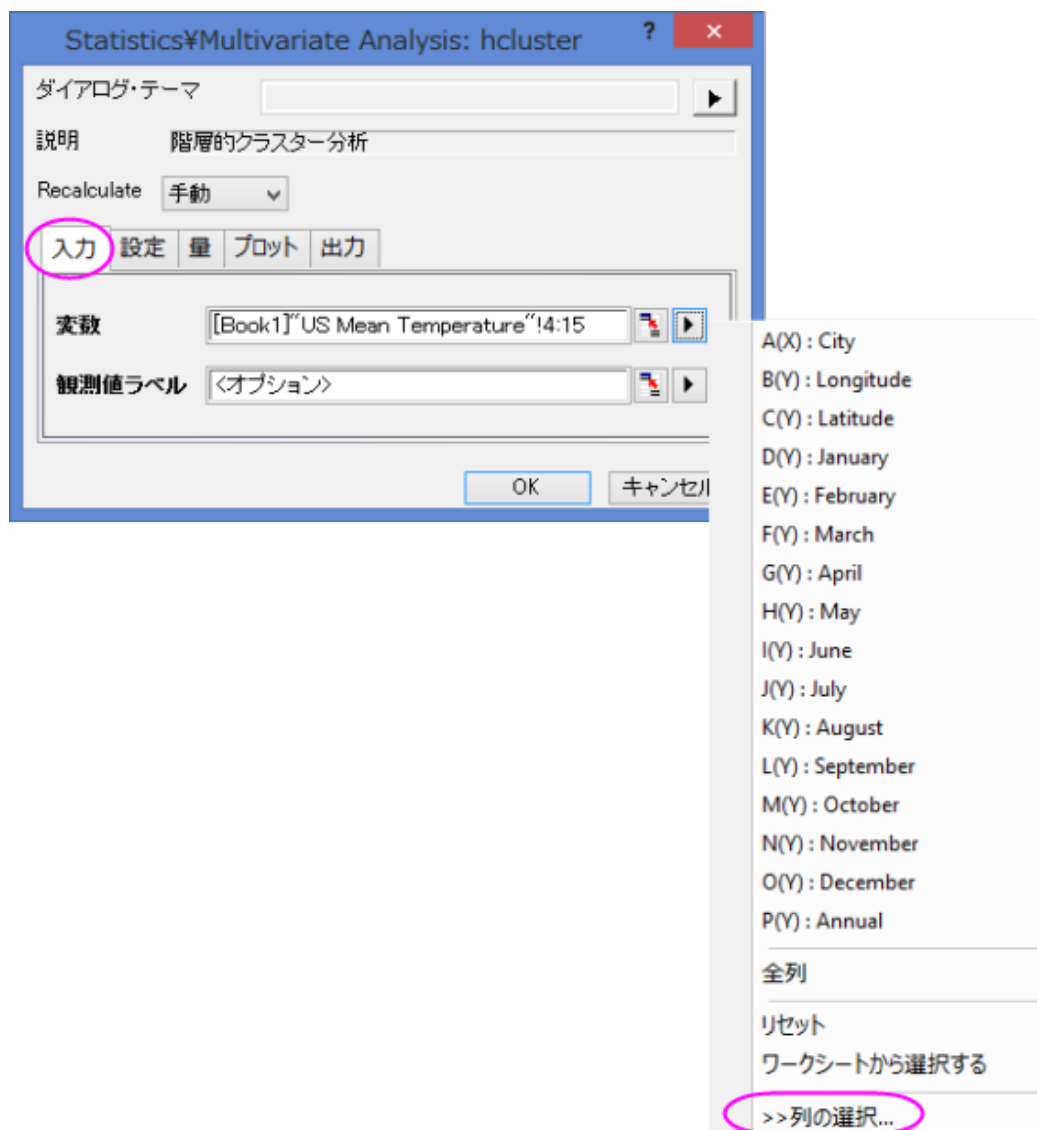 Statistics¥Multivariate Analysis: hcluster ? ×
ダイアログ・テーマ
説明 階層的クラスター分析
Recalculate 手動
入力 設定 量 プロット 出力
変数 [Book1]"US Mean Temperature"!4:15
観測値ラベル <オプション>
OK キャンセル
A(X) : City
B(Y) : Longitude
C(Y) : Latitude
D(Y) : January
E(Y) : February
F(Y) : March
G(Y) : April
H(Y) : May
I(Y) : June
J(Y) : July
K(Y) : August
L(Y) : September
M(Y) : October
N(Y) : November
O(Y) : December
P(Y) : Annual
全列
リセット
ワークシートから選択する
>>列の選択...